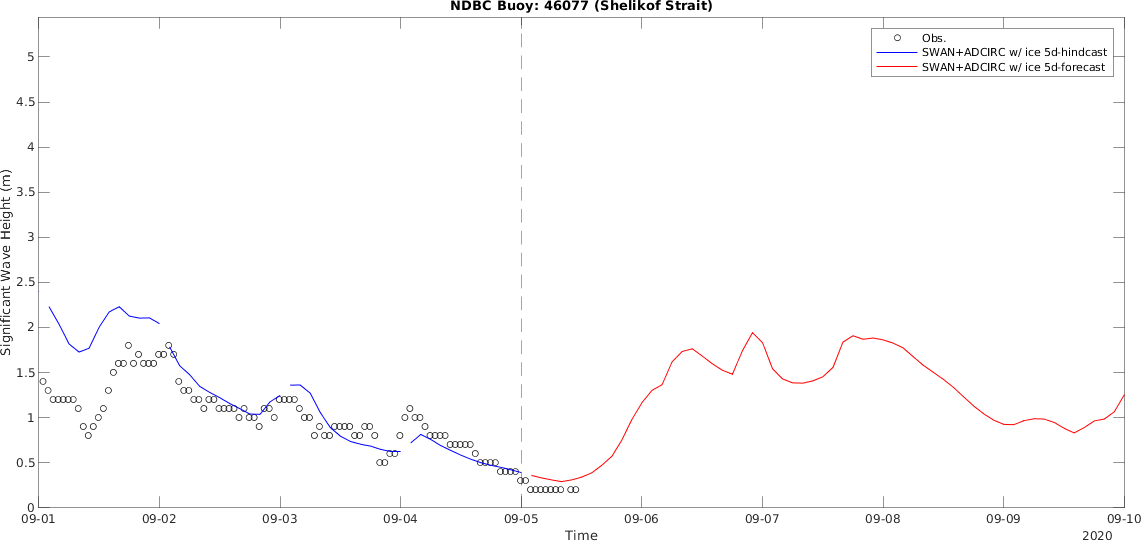 NDBC Buoy: 46077 (Shelikof Strait)
Obs.
SWAN+ADCIRC w/ ice 5d-hindcast
SWAN+ADCIRC w/ ice 5d-forecast
Significant Wave Height (m)
5
4.5
4
3.5
3
2.5
2
1.5
1
0.5
0
09-01 09-02 09-03 09-04 09-05 09-06 09-07 09-08 09-09 09-10
Time
2020